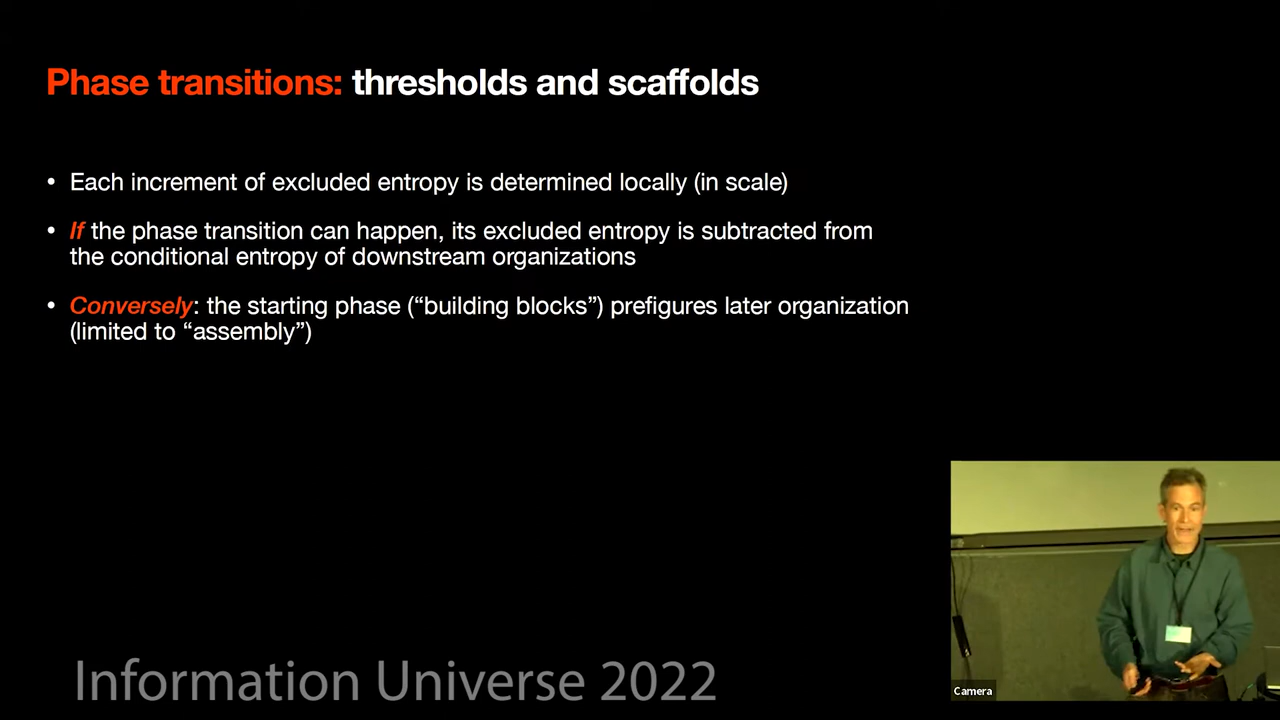 Phase transitions: thresholds and scaffolds
• Each increment of excluded entropy is determined locally (in scale)
• If the phase transition can happen, its excluded entropy is subtracted from
the conditional entropy of downstream organizations
• Conversely: the starting phase (“building blocks”) prefigures later organization
(limited to “assembly”)
Information Universe 2022
Camera